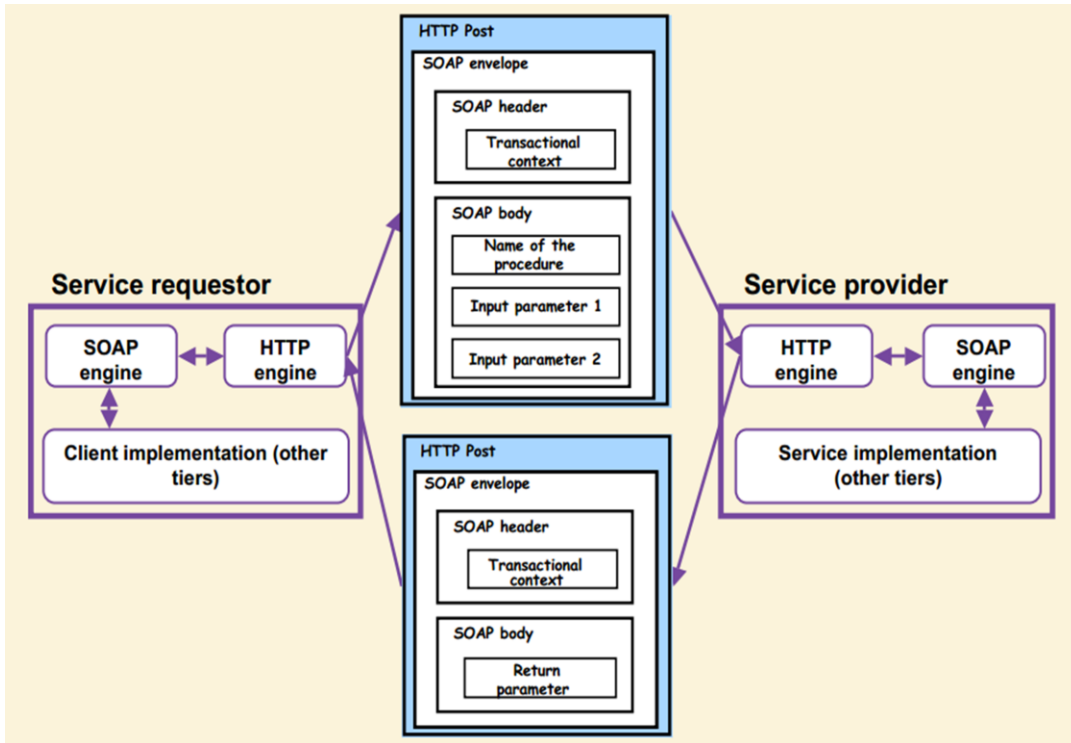 HTTP Post
SOAP envelope
SOAP header
Transactional
context
SOAP body
Name of the
procedure
Input parameter 1
Input parameter 2
Service requestor
SOAP
engine
HTTP
engine
Client implementation (other
tiers)
Service provider
HTTP
engine
SOAP
engine
Service implementation
(other tiers)
HTTP Post
SOAP envelope
SOAP header
Transactional
context
SOAP body
Return
parameter